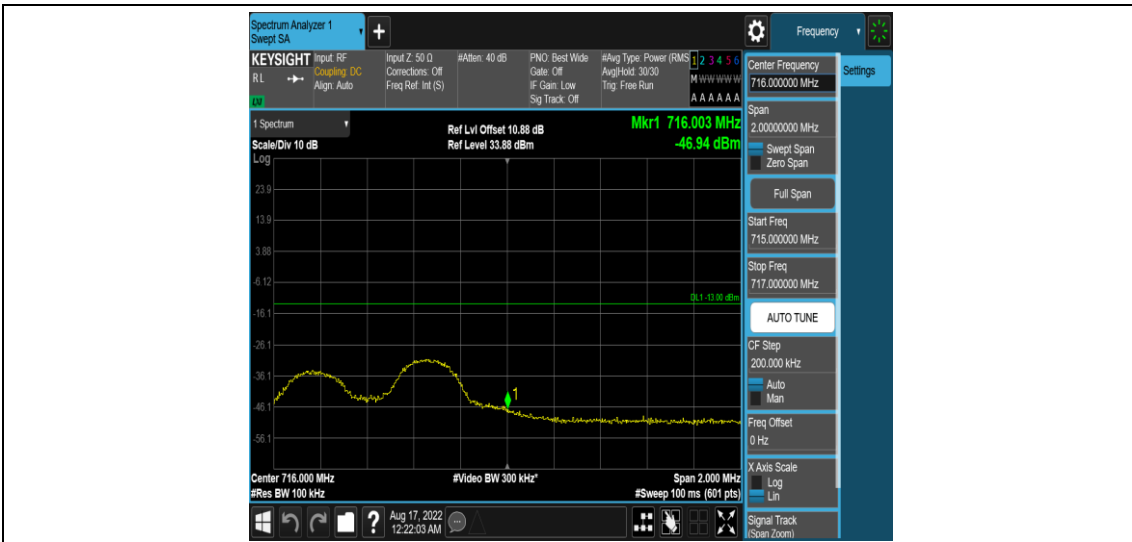 Spectrum Analyzer 1
Swept SA
Frequency
KEYSIGHT
RL
LXI
Input: RF
Coupling: DC
Align: Auto
Input Z: 50 Ω
Corrections: Off
Freq Ref: Int (S)
#Atten: 40 dB
PNO: Best Wide
Gate: Off
IF Gain: Low
Sig Track: Off
#Avg Type: Power (RMS
Avg|Hold: 30/30
Trig: Free Run
1 2 3 4 5 6
M W W W W W
A A A A A A
Center Frequency
716.000000 MHz
Settings
Span
2.00000000 MHz
Swept Span
Zero Span
Full Span
Start Freq
715.000000 MHz
Stop Freq
717.000000 MHz
AUTO TUNE
CF Step
200.000 kHz
Auto
Man
Freq Offset
0 Hz
X Axis Scale
Log
Lin
Signal Track
(Span Zoom)
1 Spectrum
Scale/Div 10 dB
Log
Ref Lvl Offset 10.88 dB
Ref Level 33.88 dBm
Mkr1 716.003 MHz
-46.94 dBm
23.9
13.9
3.88
-6.12
DL1 -13.00 dBm
-16.1
-26.1
-36.1
1
-46.1
-56.1
Center 716.000 MHz
#Video BW 300 kHz*
Span 2.000 MHz
#Res BW 100 kHz
#Sweep 100 ms (601 pts)
?
Aug 17, 2022
12:22:03 AM